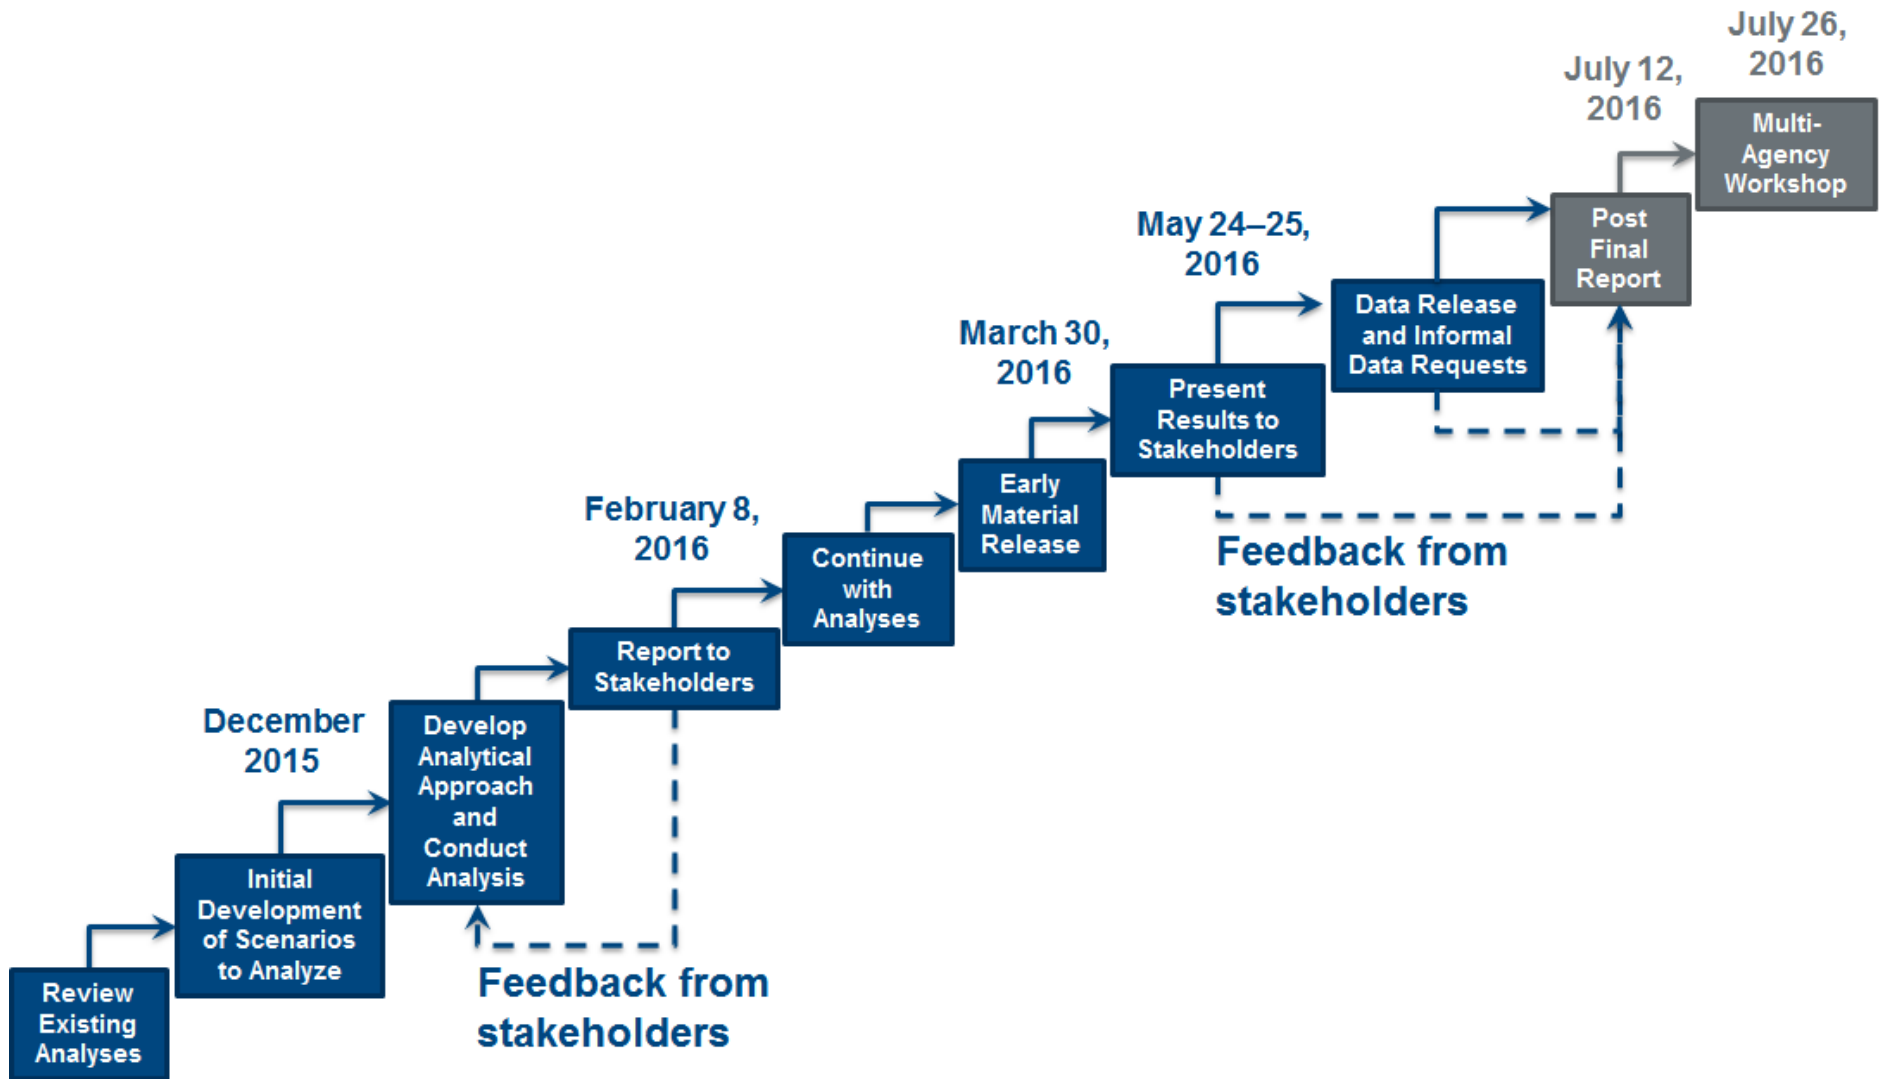 July 26,
2016
July 12,
2016
Multi-
Agency
Workshop
Post
Final
Report
May 24–25,
2016
Data Release
and Informal
Data Requests
March 30,
2016
Present
Results to
Stakeholders
Early
Material
Release
Feedback from
stakeholders
February 8,
2016
Continue
with
Analyses
Report to
Stakeholders
December
2015
Develop
Analytical
Approach
and
Conduct
Analysis
Initial
Development
of Scenarios
to Analyze
Feedback from
stakeholders
Review
Existing
Analyses